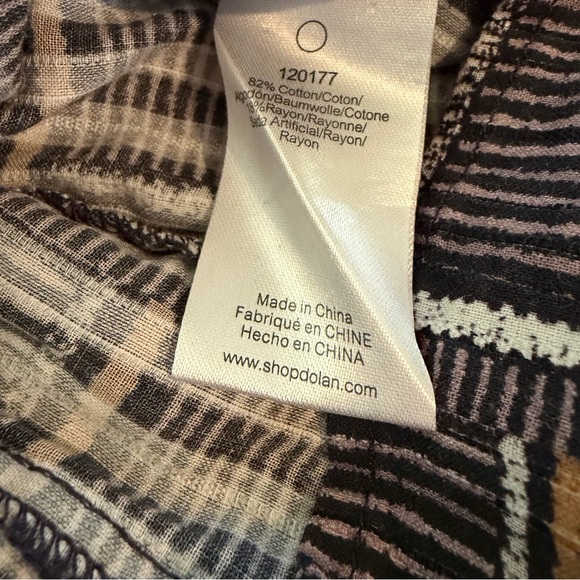 120177
82% Cotton/Coton/
Algodón/Baumwolle/Cotone
18% Rayon/Rayonne/
Seda Artificial/Rayon/
Rayon
Made in China
Fabriqué en CHINE
Hecho en CHINA
www.shopdolan.com